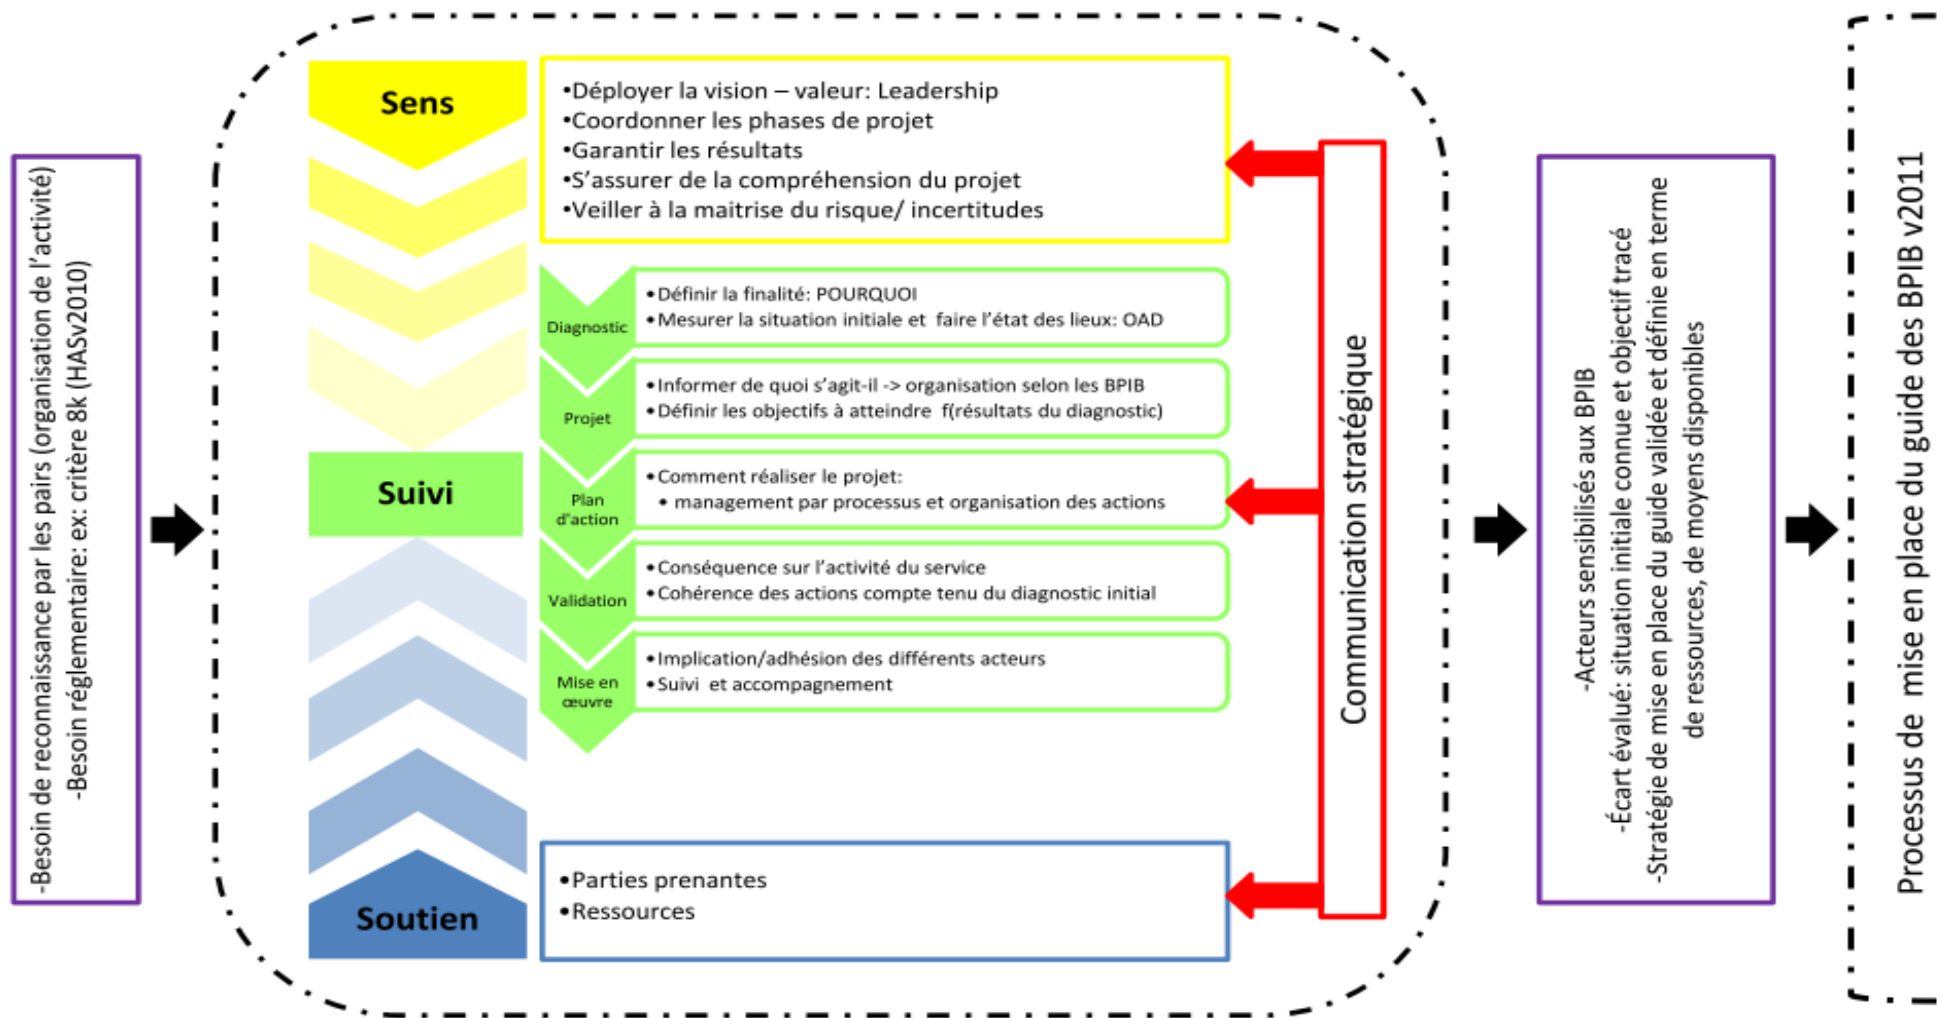 -Besoin de reconnaissance par les pairs (organisation de l'activité)
-Besoin réglementaire: ex: critère 8k (HASv2010)
Sens
•Déployer la vision – valeur: Leadership
•Coordonner les phases de projet
•Garantir les résultats
•S'assurer de la compréhension du projet
•Veiller à la maitrise du risque/ incertitudes
Diagnostic
•Définir la finalité: POURQUOI
•Mesurer la situation initiale et faire l'état des lieux: OAD
Projet
•Informer de quoi s'agit-il -> organisation selon les BPIB
•Définir les objectifs à atteindre f(résultats du diagnostic)
Suivi
Plan
d'action
•Comment réaliser le projet:
• management par processus et organisation des actions
Validation
•Conséquence sur l'activité du service
•Cohérence des actions compte tenu du diagnostic initial
Mise en
œuvre
•Implication/adhésion des différents acteurs
•Suivi et accompagnement
Soutien
•Parties prenantes
•Ressources
Communication stratégique
-Acteurs sensibilisés aux BPIB
-Écart évalué: situation initiale connue et objectif tracé
-Stratégie de mise en place du guide validée et définie en terme
de ressources, de moyens disponibles
Processus de mise en place du guide des BPIB v2011